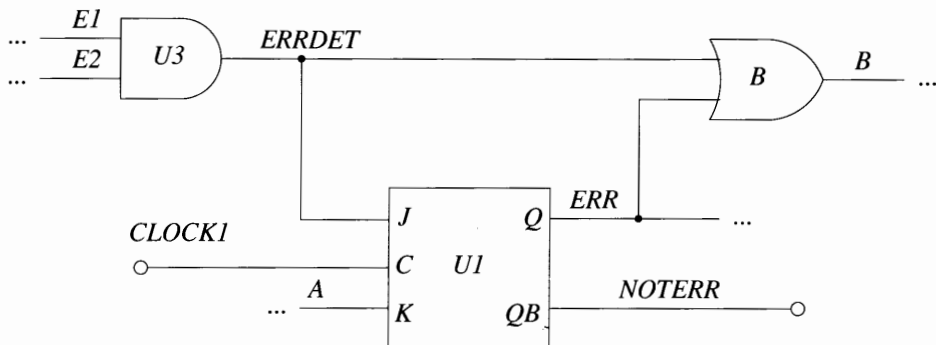 E1
... U3 ERRDET
E2 B B
... ...
J Q ERR
...
CLOCK1
C U1
A
... K QB NOTERR